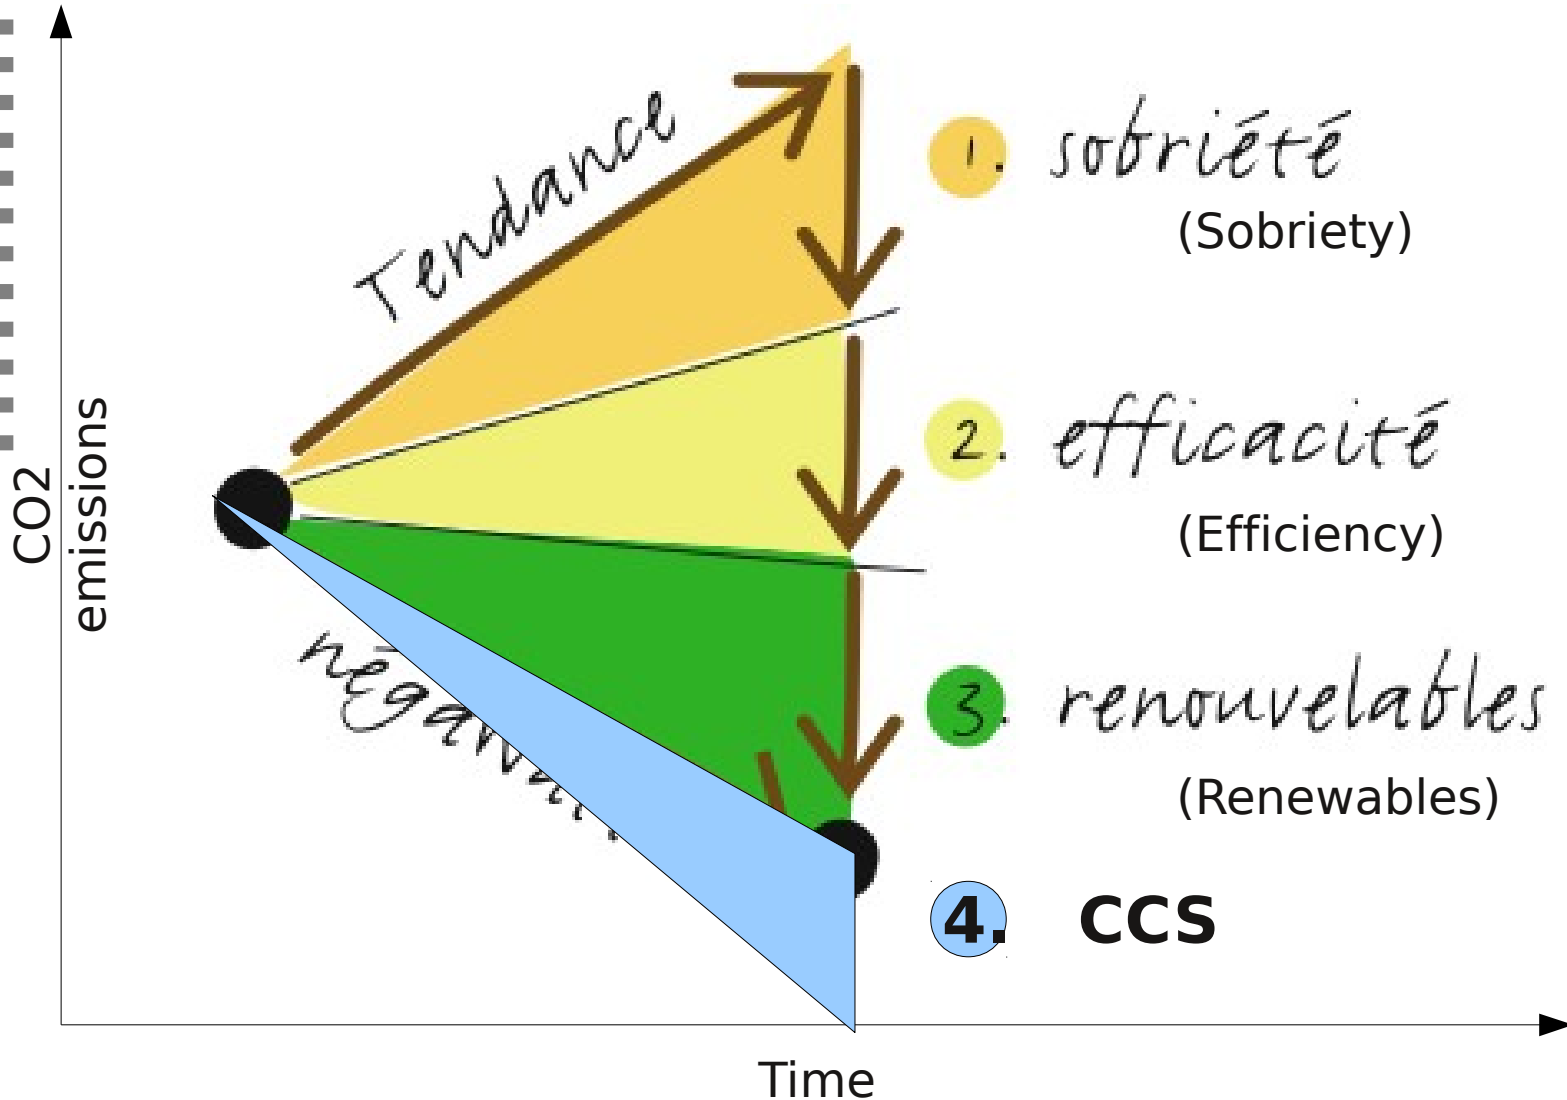 CO2
emissions
Tendance
1. sobriété
(Sobriety)
2. efficacité
(Efficiency)
3. renouvelables
(Renewables)
4. CCS
Time